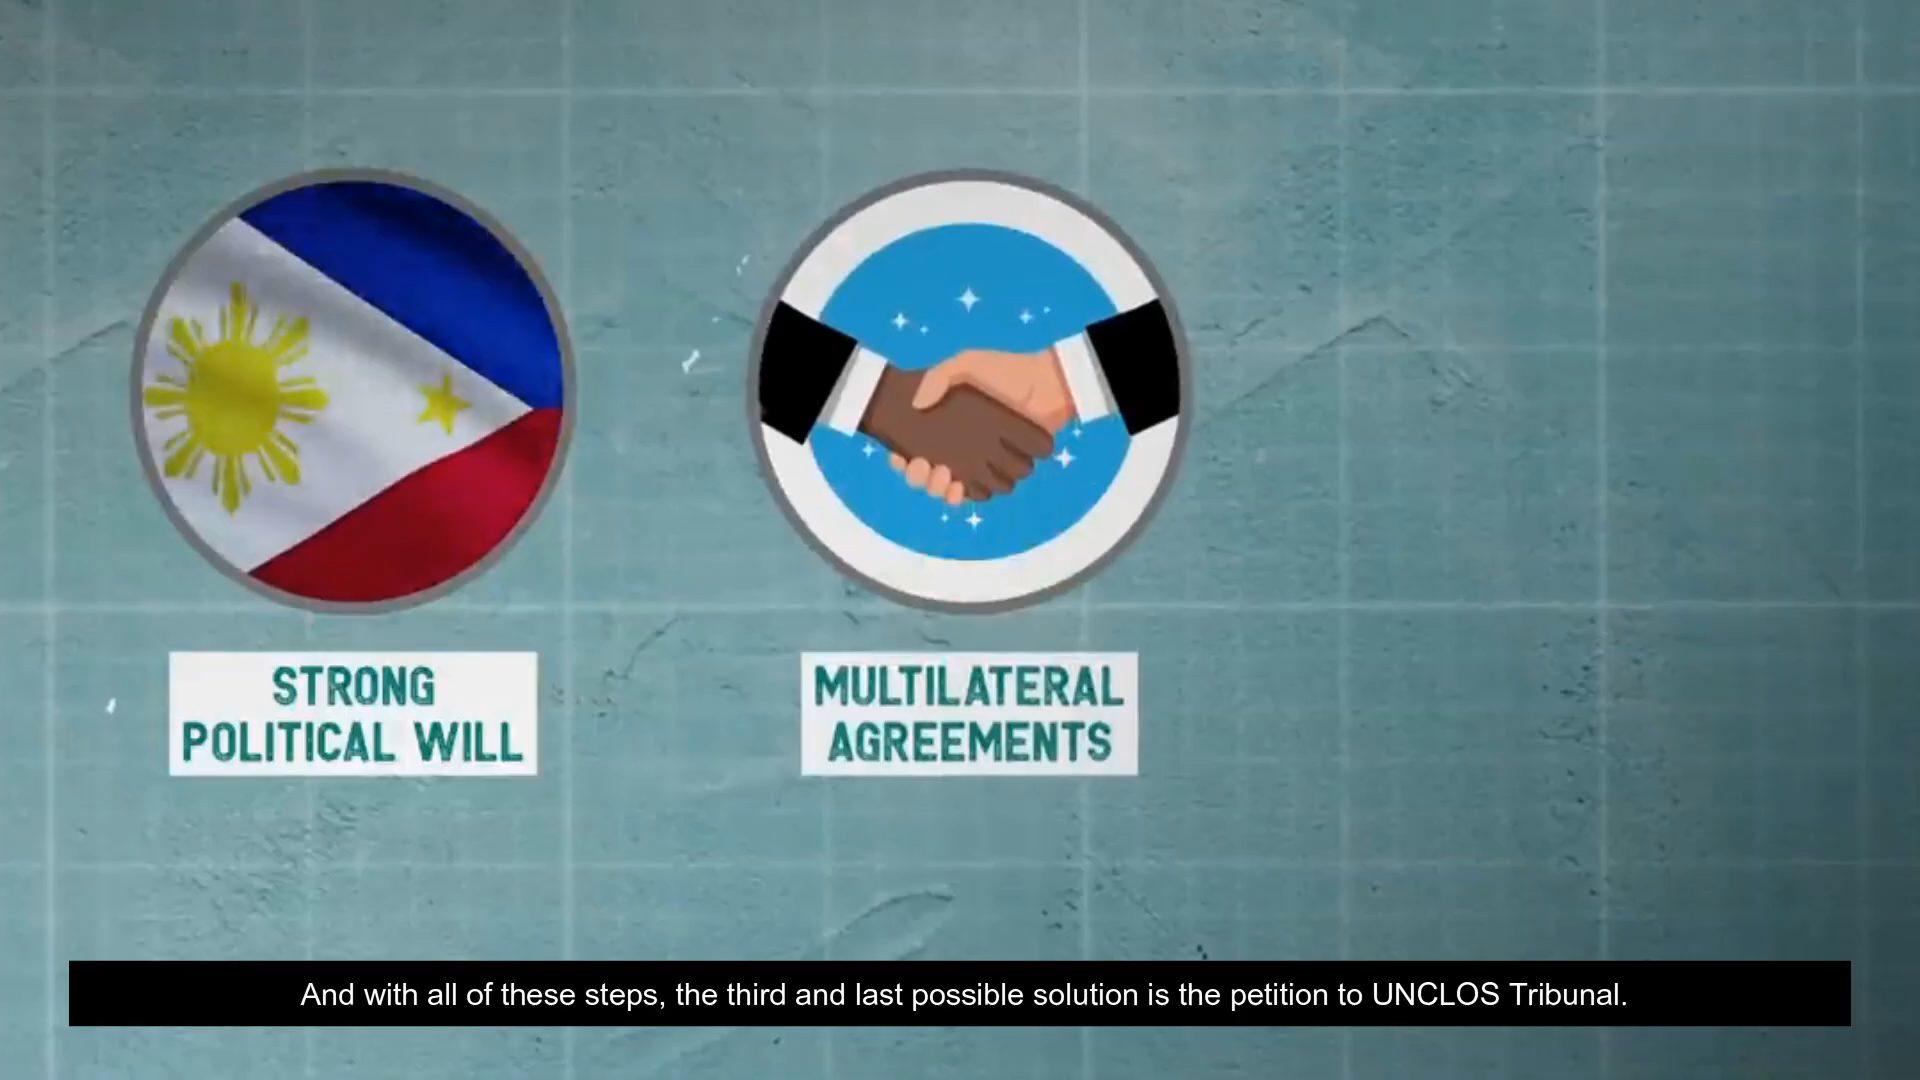 STRONG
POLITICAL WILL
MULTILATERAL
AGREEMENTS
And with all of these steps, the third and last possible solution is the petition to UNCLOS Tribunal.